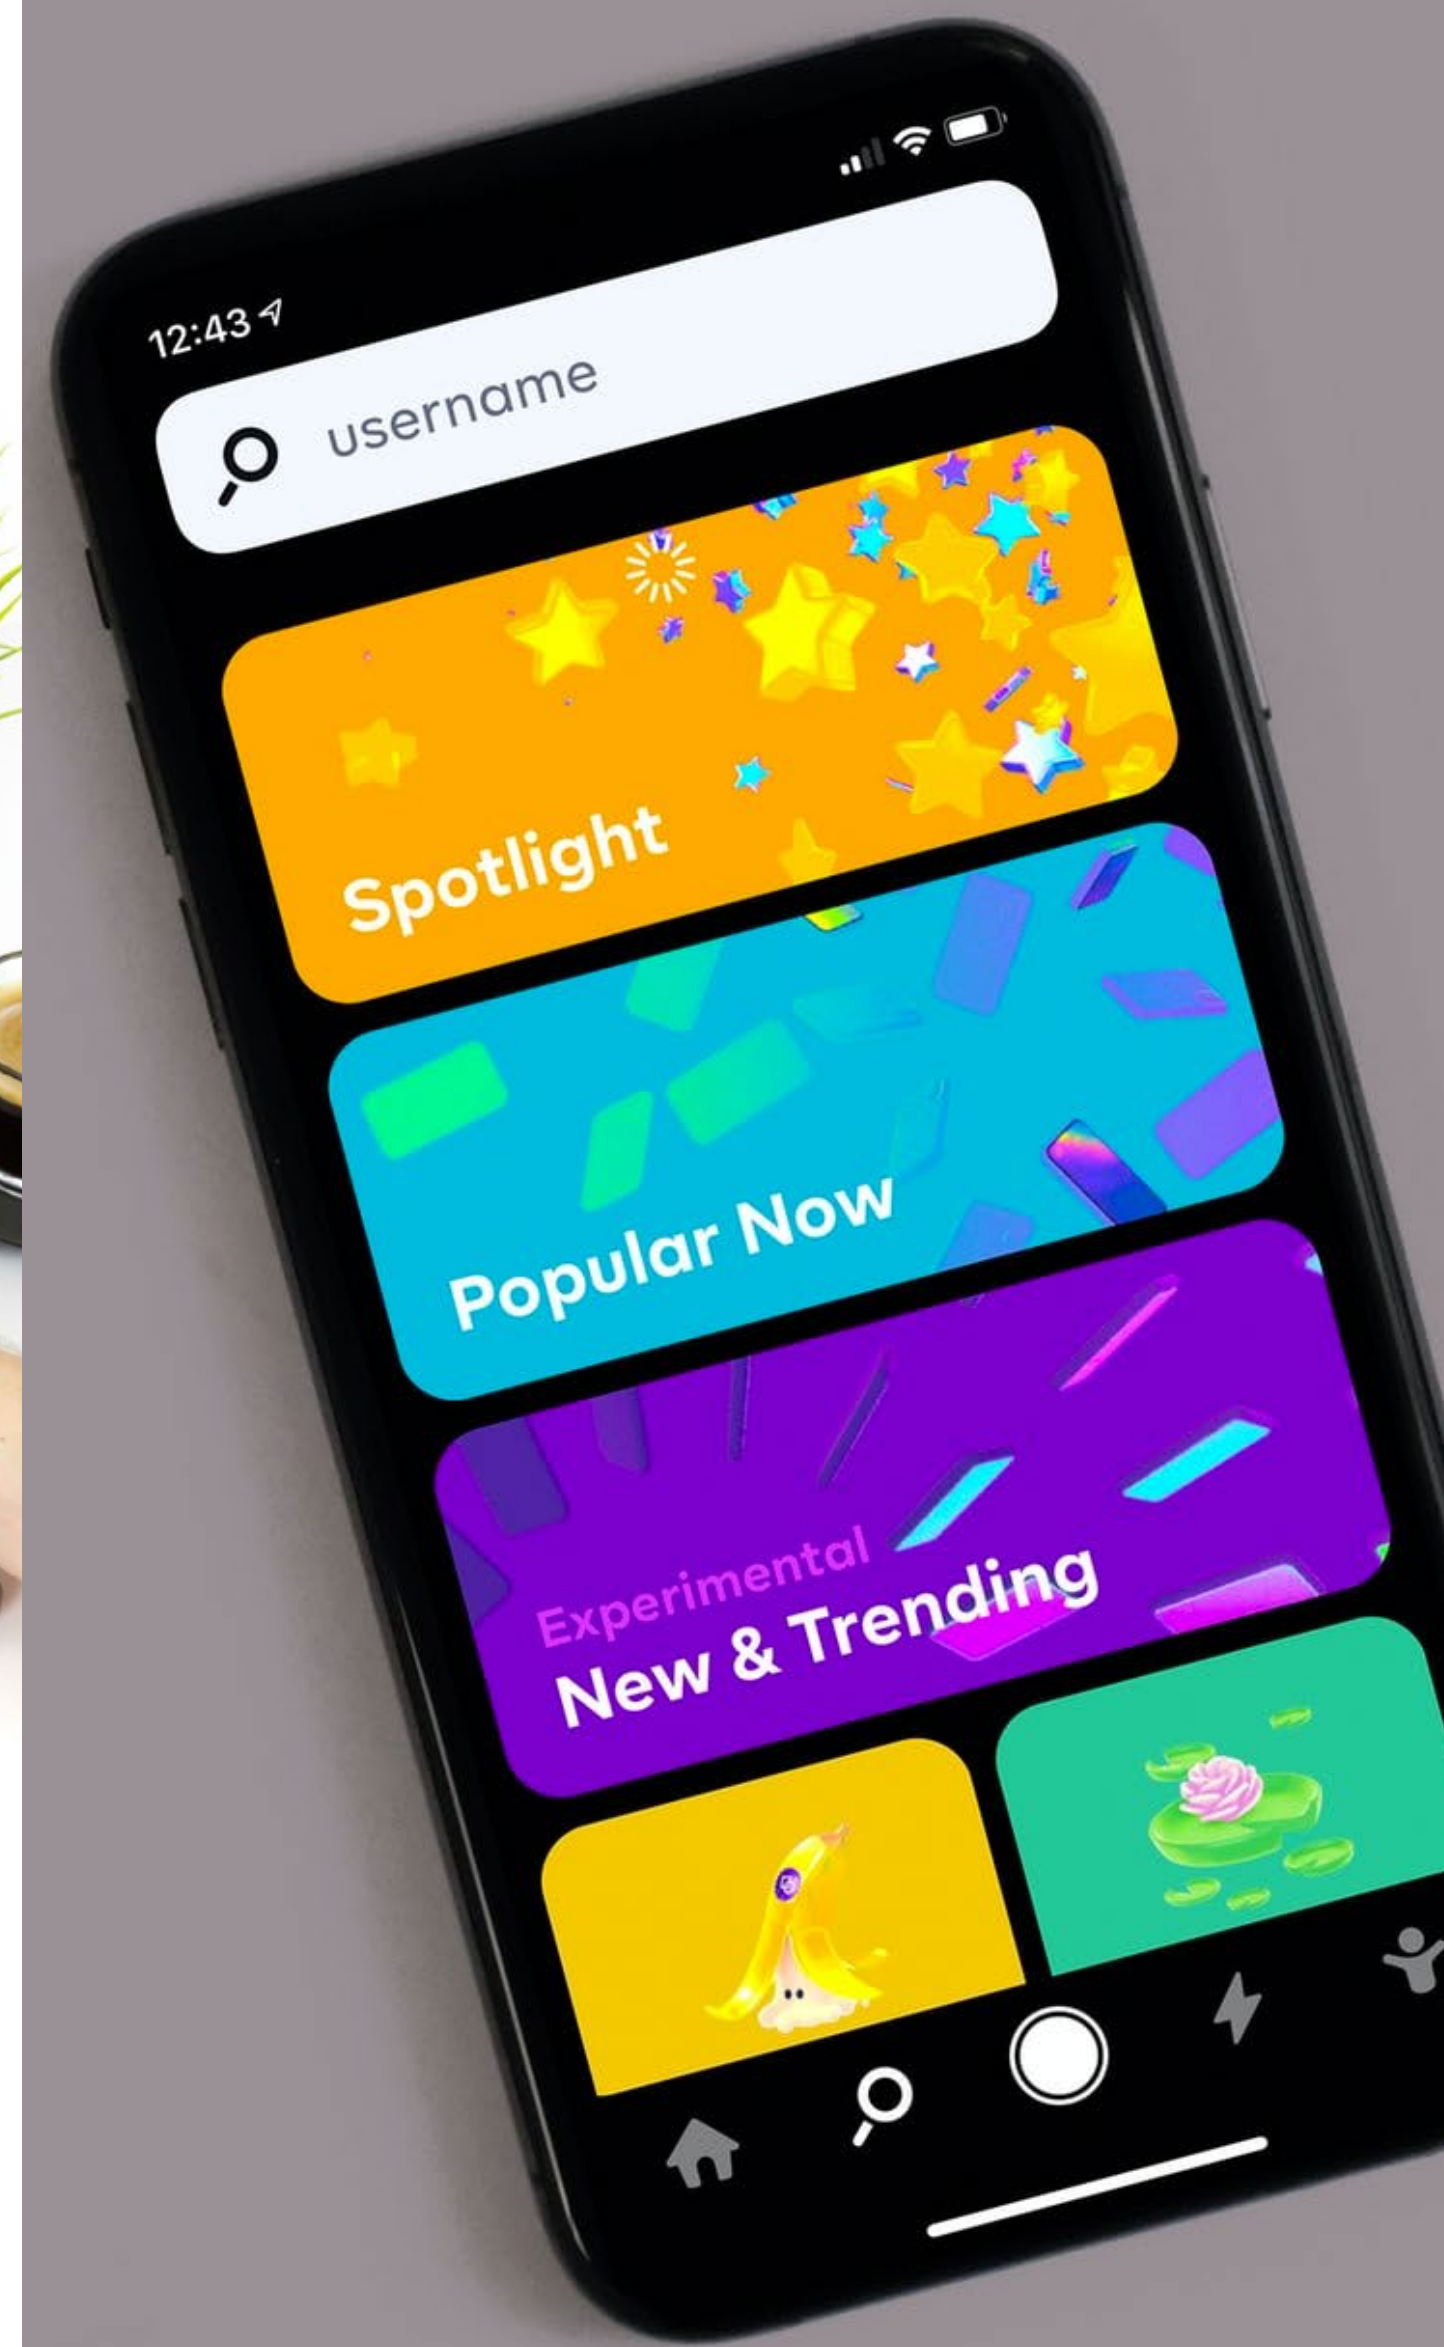 12:43
username
Spotlight
Popular Now
Experimental
New & Trending